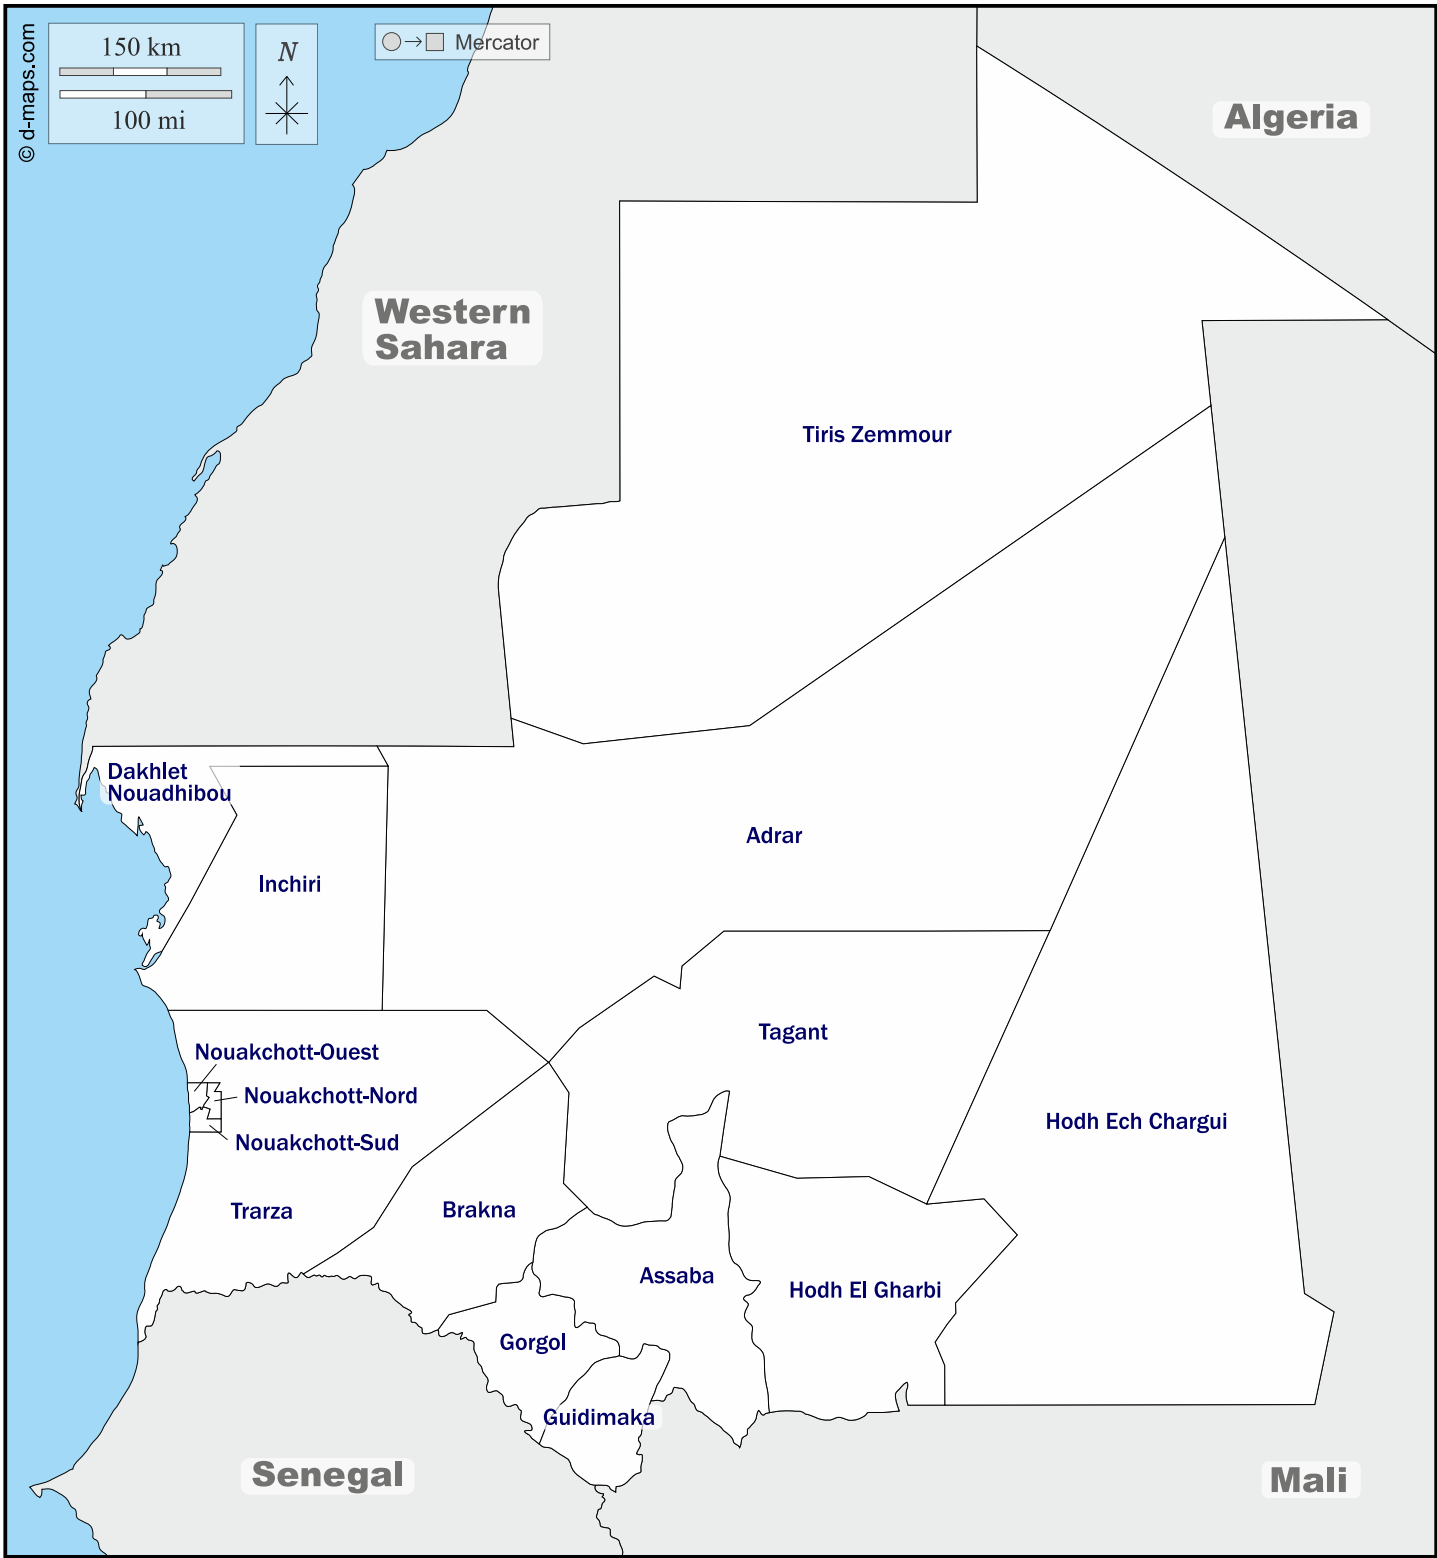 © d-maps.com
150 km
100 mi
N
Mercator
Algeria
Western
Sahara
Tiris Zemmour
Dakhlet
Nouadhibou
Adrar
Inchiri
Tagant
Nouakchott-Ouest
Nouakchott-Nord
Nouakchott-Sud
Hodh Ech Chargui
Trarza
Brakna
Assaba
Hodh El Gharbi
Gorgol
Guidimaka
Senegal
Mali